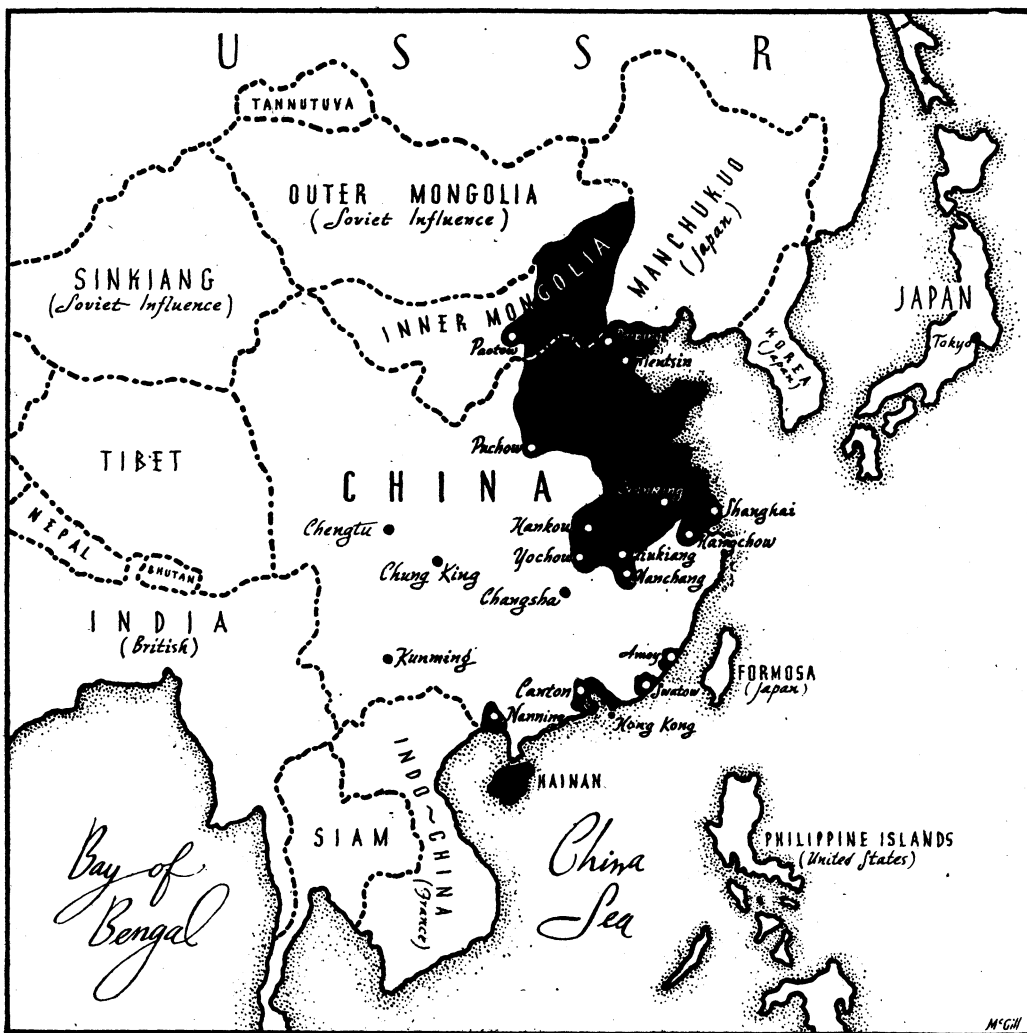 U S S R
TANNUTUVA
OUTER MONGOLIA
(Soviet Influence)
MANCHUKUO
(Japan)
SINKIANG
(Soviet Influence)
INNER MONGOLIA
JAPAN
Tokyo
Paotow
Tientsin
KOREA
(Japan)
TIBET
Puchow
CHINA
NEPAL
BHUTAN
Chengtu
Hankou
Shanghai
Hangchow
Yochow
Kiukiang
Chung King
Nanchang
Changsha
INDIA
(British)
Kunming
Amoy
FORMOSA
(Japan)
Canton
Swatow
Nanning
Hong Kong
HAINAN
INDO~CHINA
(France)
SIAM
China
Sea
PHILIPPINE ISLANDS
(United States)
Bay of
Bengal
McGill